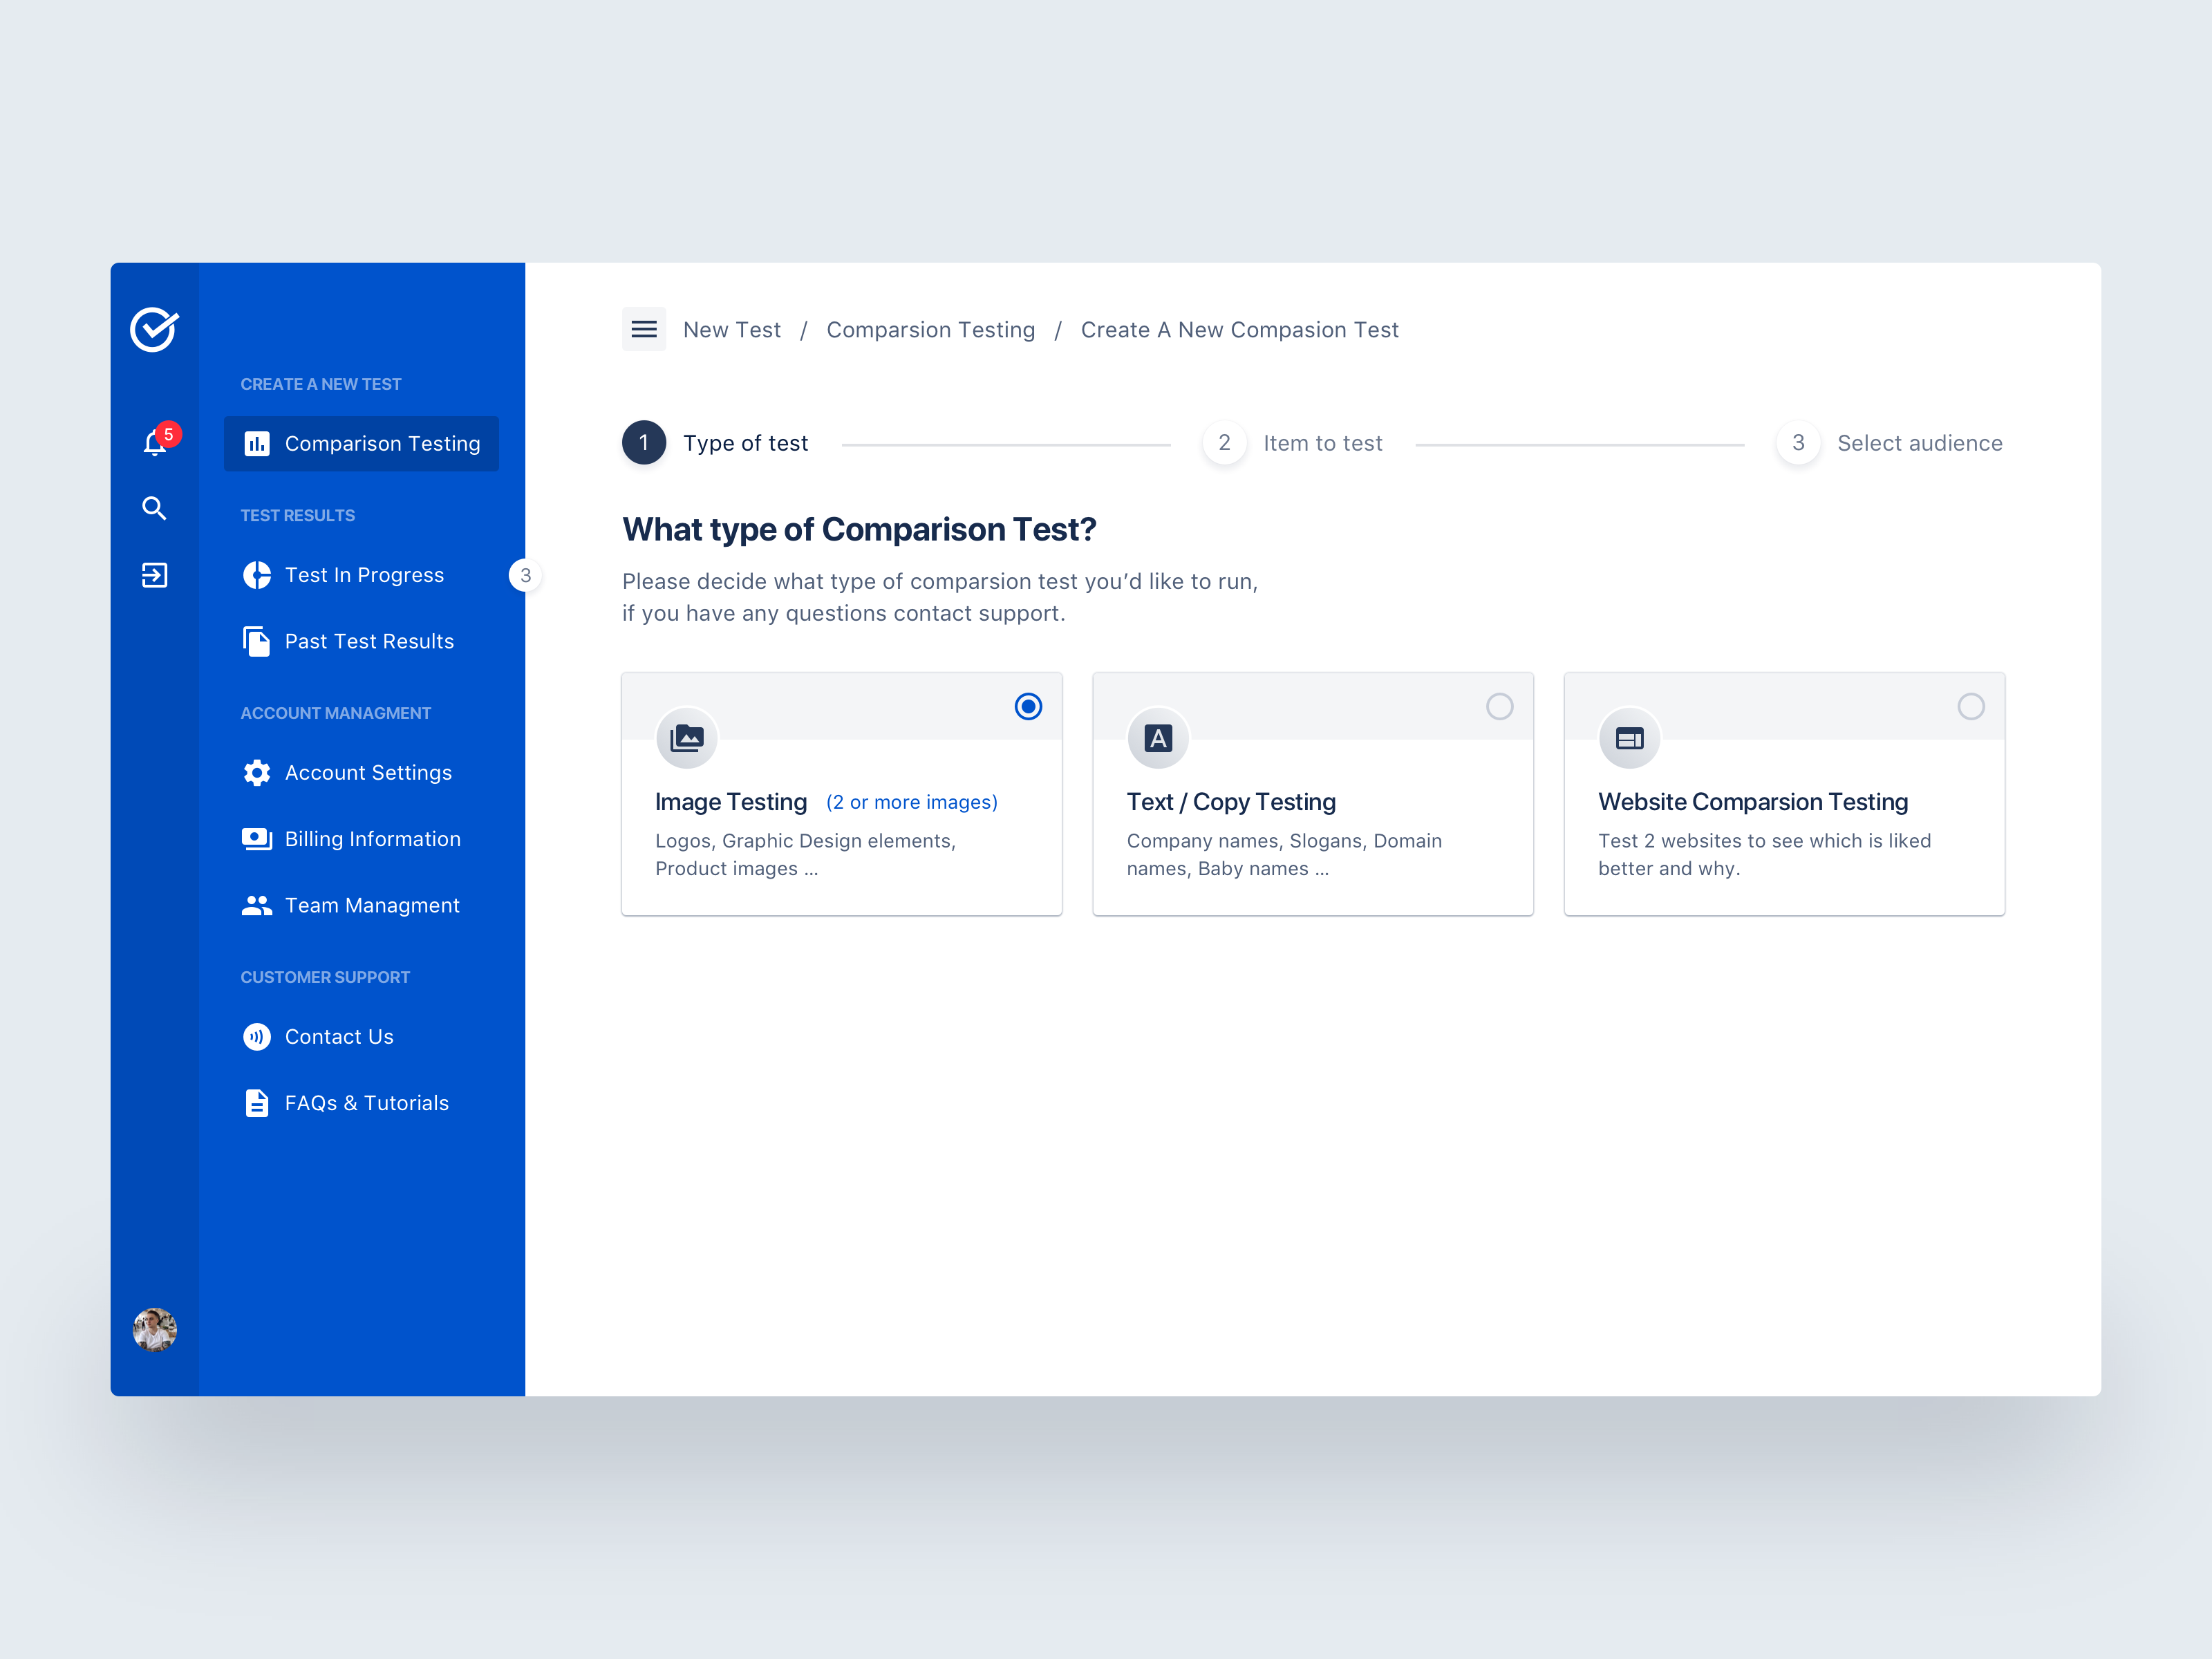 5
CREATE A NEW TEST
Comparison Testing
TEST RESULTS
Test In Progress
3
Past Test Results
ACCOUNT MANAGMENT
Account Settings
Billing Information
Team Managment
CUSTOMER SUPPORT
Contact Us
FAQs & Tutorials
New Test / Comparsion Testing / Create A New Compasion Test
1 Type of test
2 Item to test
3 Select audience
What type of Comparison Test?
Please decide what type of comparsion test you’d like to run,
if you have any questions contact support.
Image Testing (2 or more images)
Logos, Graphic Design elements,
Product images ...
A
Text / Copy Testing
Company names, Slogans, Domain
names, Baby names ...
Website Comparsion Testing
Test 2 websites to see which is liked
better and why.